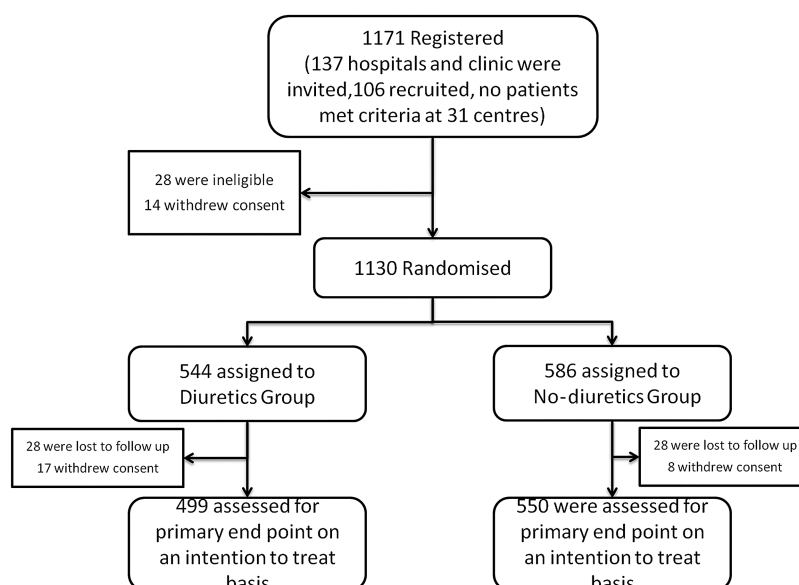 1171 Registered
(137 hospitals and clinic were
invited,106 recruited, no patients
met criteria at 31 centres)
28 were ineligible
14 withdrew consent
1130 Randomised
544 assigned to
Diuretics Group
586 assigned to
No-diuretics Group
28 were lost to follow up
17 withdrew consent
28 were lost to follow up
8 withdrew consent
499 assessed for
primary end point on
an intention to treat
basis
550 were assessed for
primary end point on
an intention to treat
basis